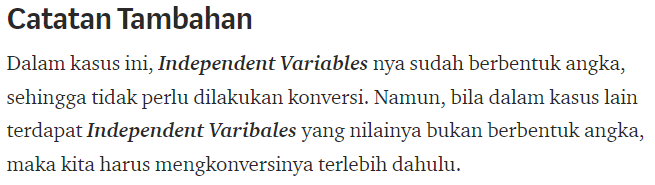 Catatan Tambahan
Dalam kasus ini, Independent Variables nya sudah berbentuk angka,
sehingga tidak perlu dilakukan konversi. Namun, bila dalam kasus lain
terdapat Independent Varibales yang nilainya bukan berbentuk angka,
maka kita harus mengkonversinya terlebih dahulu.